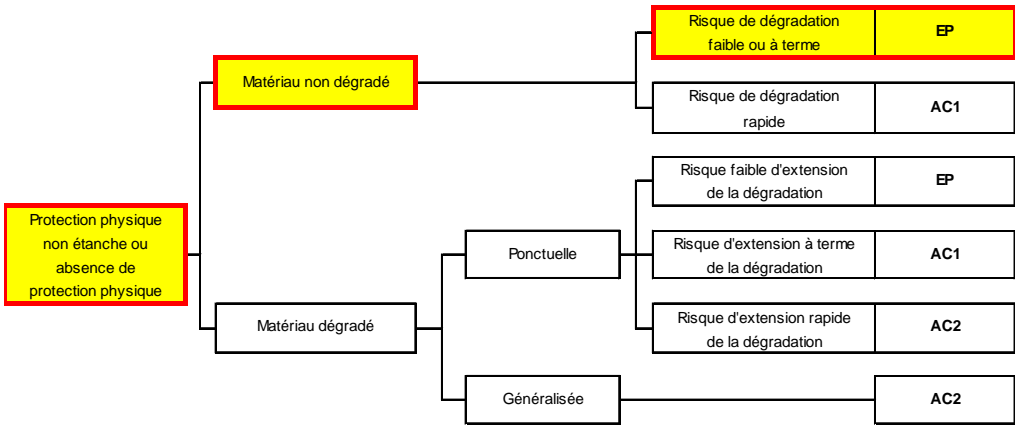 Protection physique
non étanche ou
absence de
protection physique
Matériau non dégradé
Risque de dégradation
faible ou à terme
EP
Risque de dégradation
rapide
AC1
Matériau dégradé
Ponctuelle
Risque faible d'extension
de la dégradation
EP
Risque d'extension à terme
de la dégradation
AC1
Risque d'extension rapide
de la dégradation
AC2
Généralisée
AC2